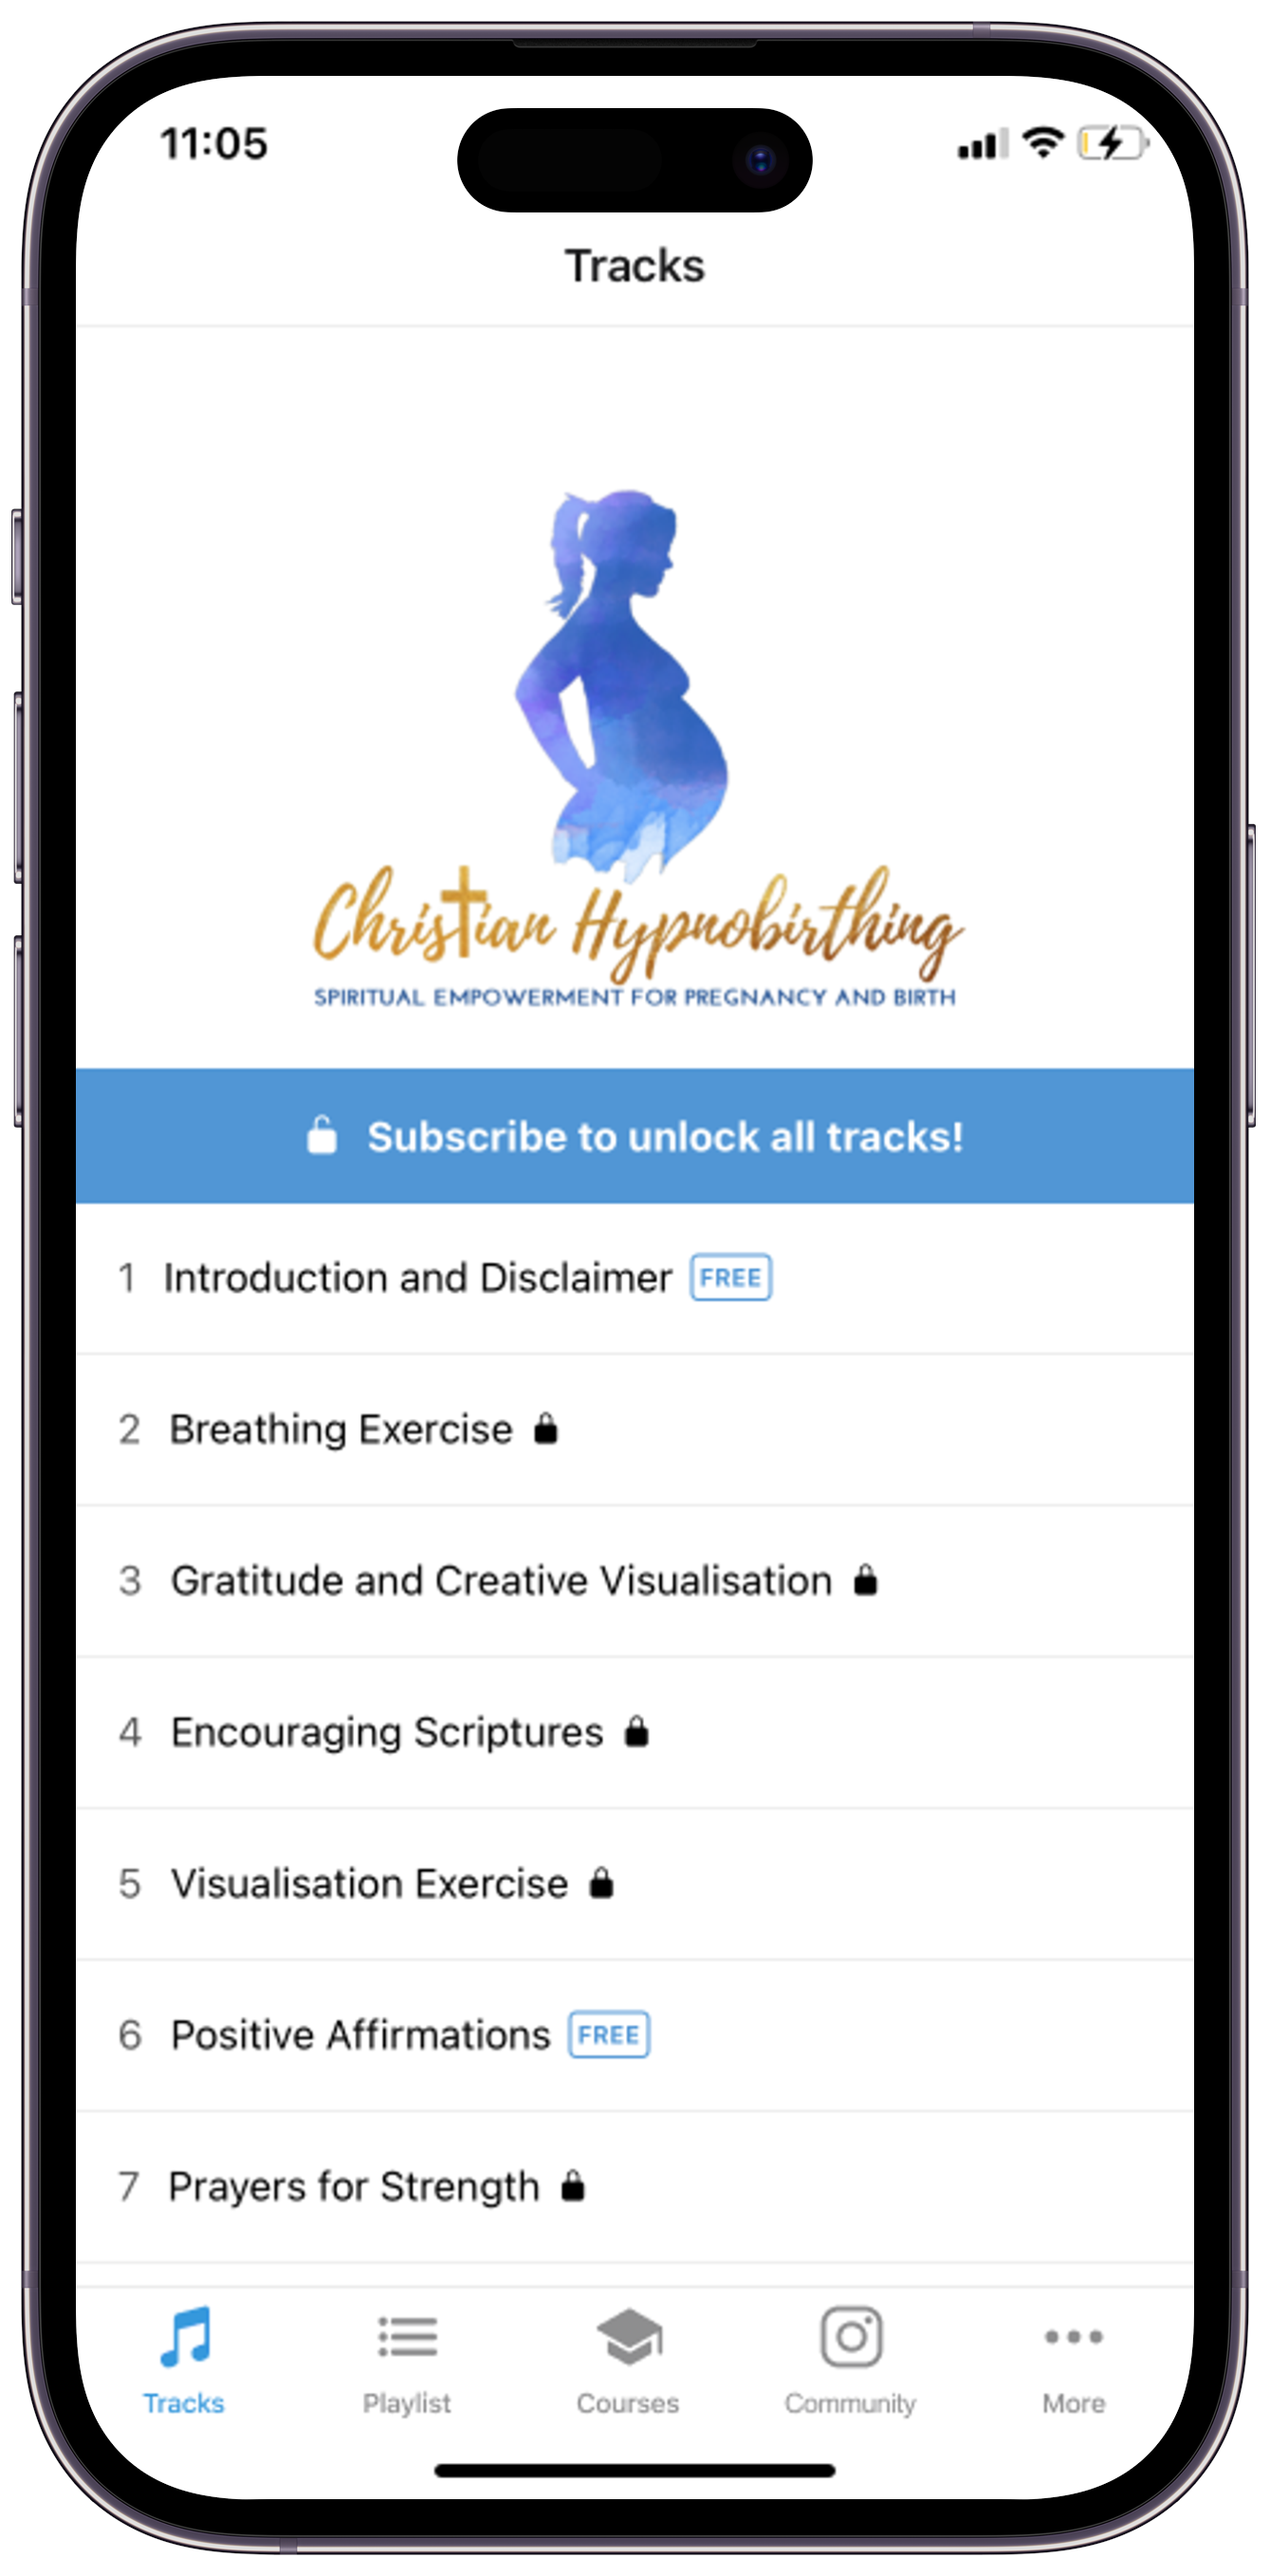 11:05
Tracks
Christian Hypnobirthing
SPIRITUAL EMPOWERMENT FOR PREGNANCY AND BIRTH
Subscribe to unlock all tracks!
1 Introduction and Disclaimer FREE
2 Breathing Exercise
3 Gratitude and Creative Visualisation
4 Encouraging Scriptures
5 Visualisation Exercise
6 Positive Affirmations FREE
7 Prayers for Strength
Tracks Playlist Courses Community More